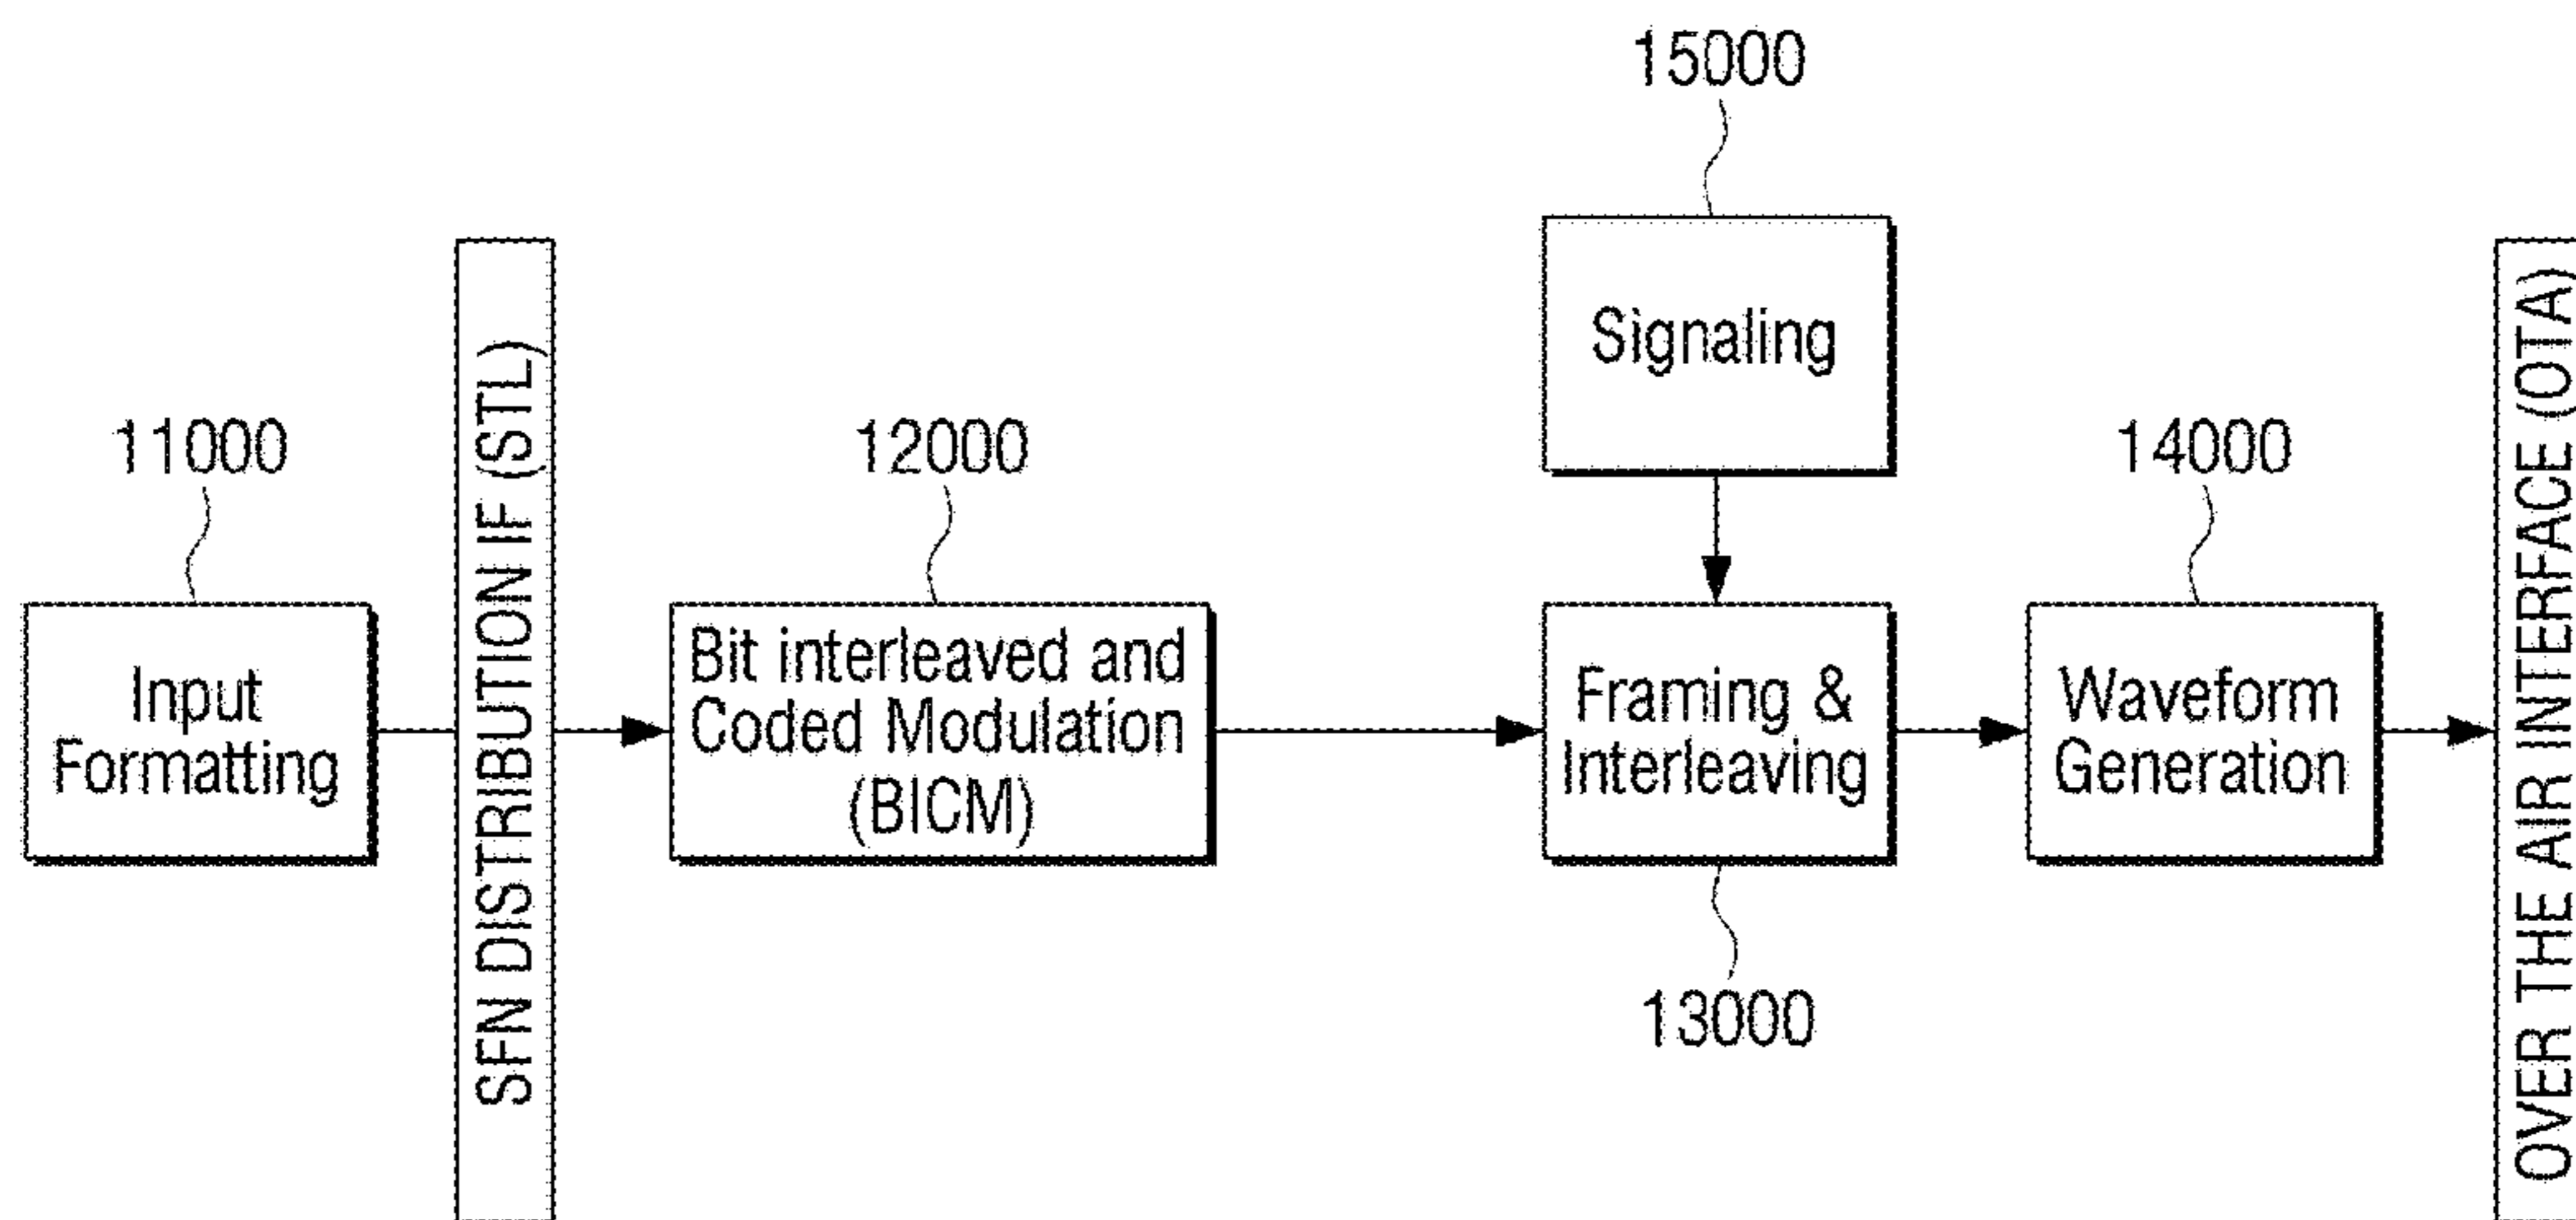 15000
Signaling
11000
12000
14000
SFN DISTRIBUTION IF (STL)
OVER THE AIR INTERFACE (OTA)
Input
Formatting
Bit interleaved and
Coded Modulation
(BICM)
Framing &
Interleaving
Waveform
Generation
13000